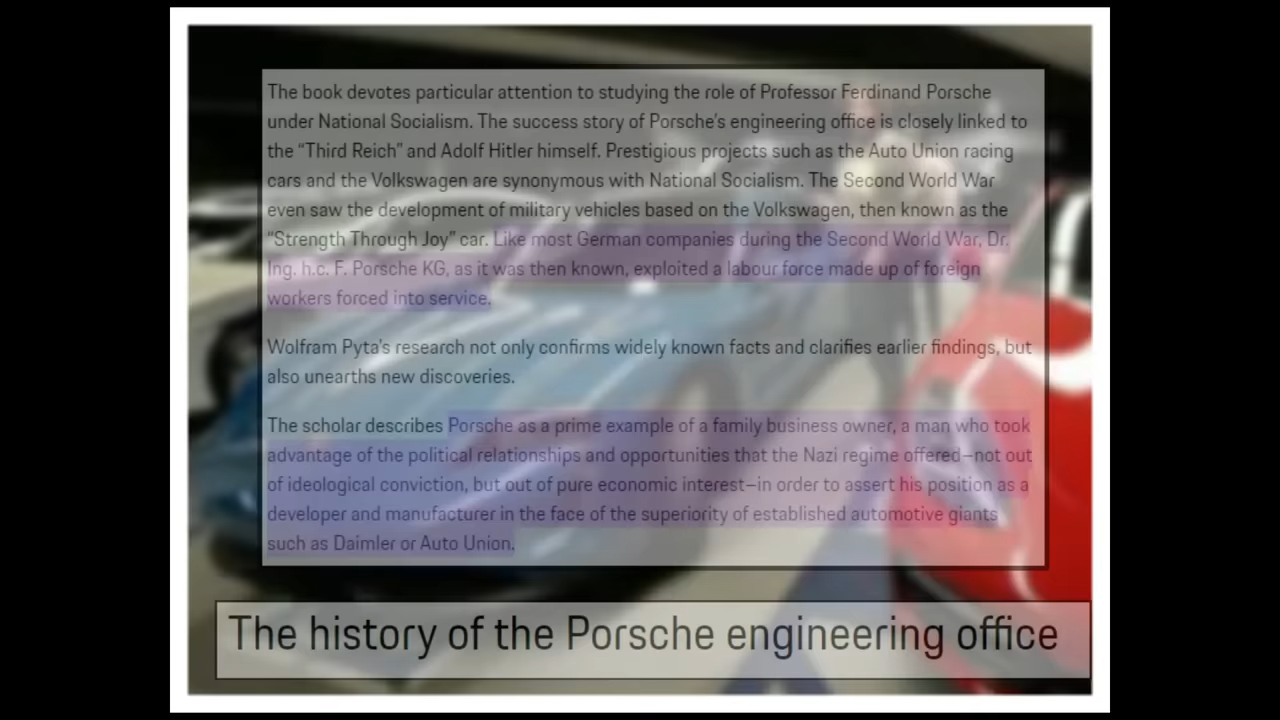 The book devotes particular attention to studying the role of Professor Ferdinand Porsche
under National Socialism. The success story of Porsche's engineering office is closely linked to
the “Third Reich” and Adolf Hitler himself. Prestigious projects such as the Auto Union racing
cars and the Volkswagen are synonymous with National Socialism. The Second World War
even saw the development of military vehicles based on the Volkswagen, then known as the
“Strength Through Joy” car. Like most German companies during the Second World War, Dr.
Ing. h.c. F. Porsche KG, as it was then known, exploited a labour force made up of foreign
workers forced into service.
Wolfram Pyta's research not only confirms widely known facts and clarifies earlier findings, but
also unearths new discoveries.
The scholar describes Porsche as a prime example of a family business owner, a man who took
advantage of the political relationships and opportunities that the Nazi regime offered—not out
of ideological conviction, but out of pure economic interest—in order to assert his position as a
developer and manufacturer in the face of the superiority of established automotive giants
such as Daimler or Auto Union.
The history of the Porsche engineering office